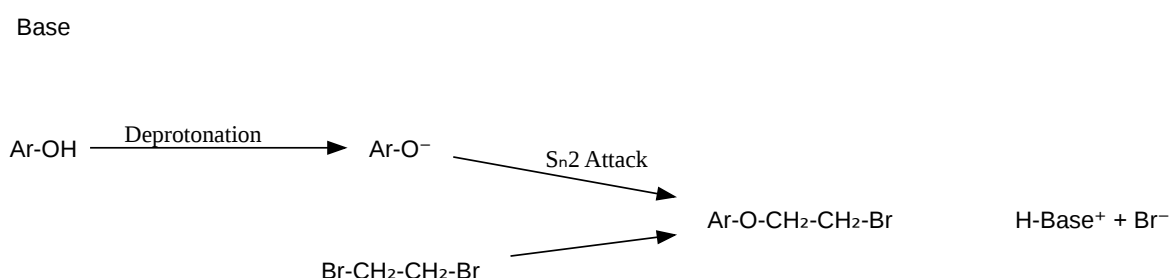 Base
Deprotonation
Ar-OH
Ar-O⁻
Sₙ2 Attack
Ar-O-CH₂-CH₂-Br
H-Base⁺ + Br⁻
Br-CH₂-CH₂-Br